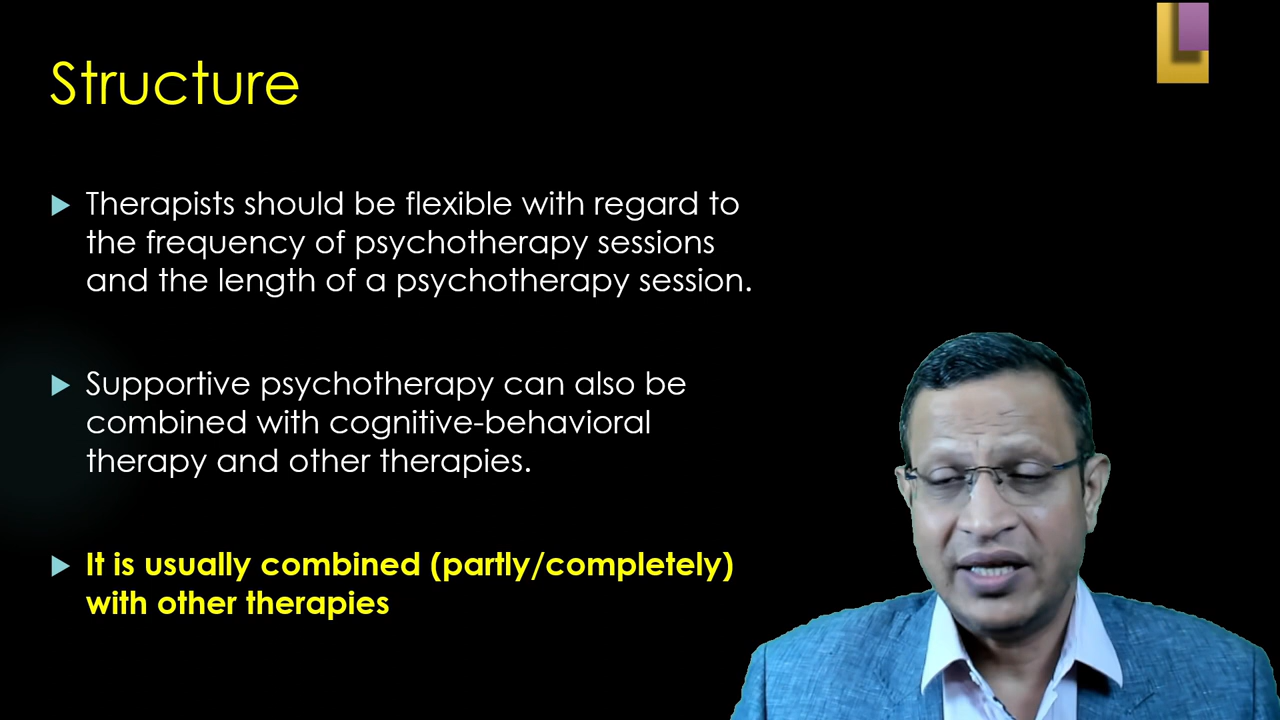 Structure
Therapists should be flexible with regard to
the frequency of psychotherapy sessions
and the length of a psychotherapy session.
Supportive psychotherapy can also be
combined with cognitive-behavioral
therapy and other therapies.
It is usually combined (partly/completely)
with other therapies